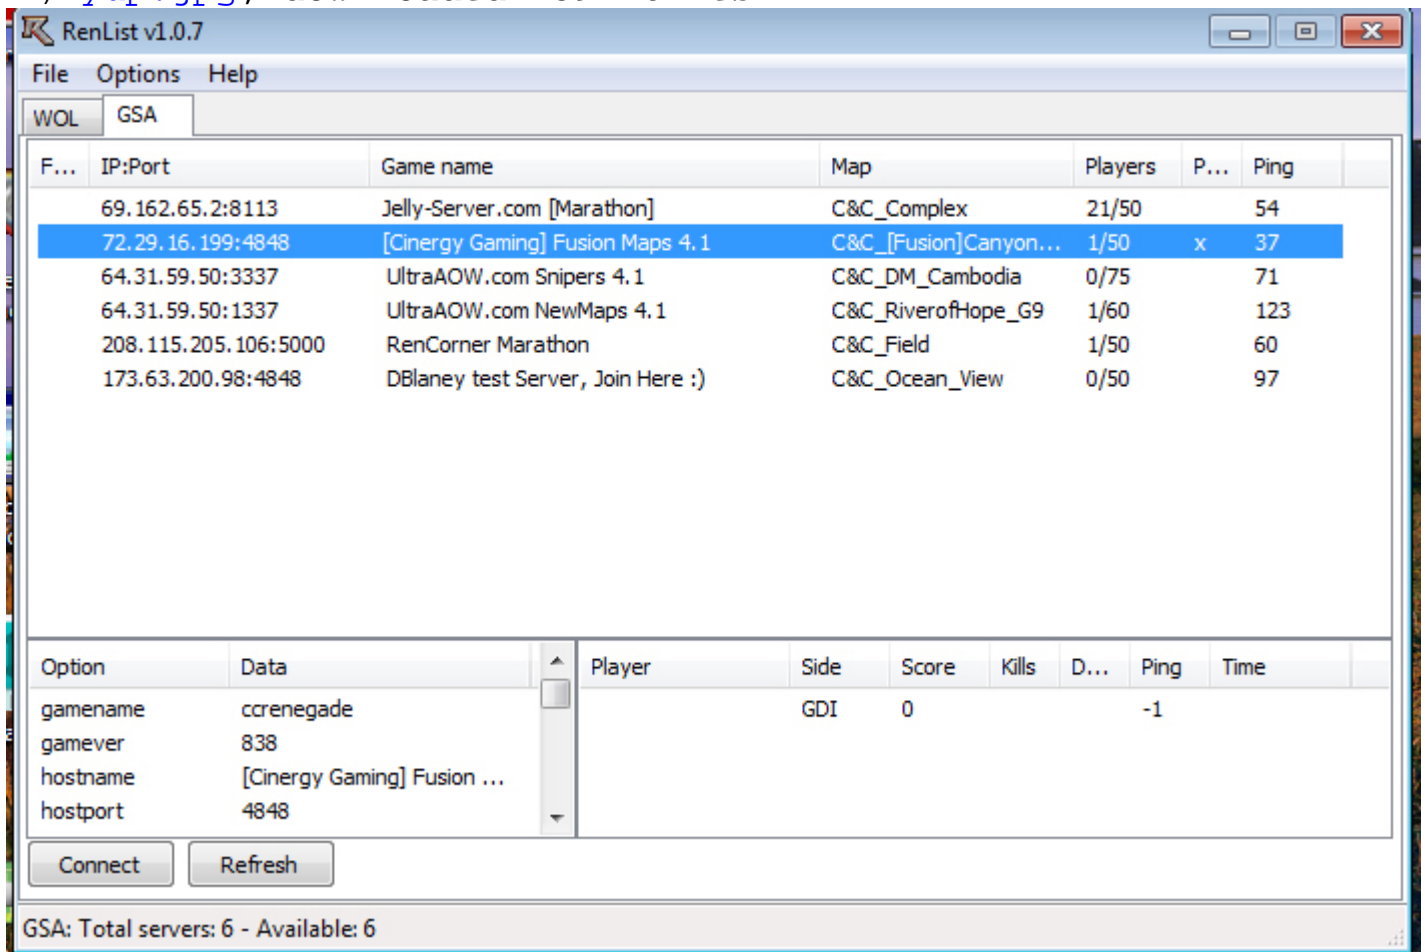 RenList v1.0.7
File Options Help
WOL GSA
F... IP:Port Game name Map Players P... Ping
69.162.65.2:8113 Jelly-Server.com [Marathon] C&C_Complex 21/50 54
72.29.16.199:4848 [Cinergy Gaming] Fusion Maps 4.1 C&C_[Fusion]Canyon... 1/50 x 37
64.31.59.50:3337 UltraAOW.com Snipers 4.1 C&C_DM_Cambodia 0/75 71
64.31.59.50:1337 UltraAOW.com NewMaps 4.1 C&C_RiverofHope_G9 1/60 123
208.115.205.106:5000 RenCorner Marathon C&C_Field 1/50 60
173.63.200.98:4848 DBlaney test Server, Join Here :) C&C_Ocean_View 0/50 97
Option Data Player Side Score Kills D... Ping Time
gamename ccrenegade GDI 0 -1
gamever 838
hostname [Cinergy Gaming] Fusion ...
hostport 4848
Connect Refresh
GSA: Total servers: 6 - Available: 6